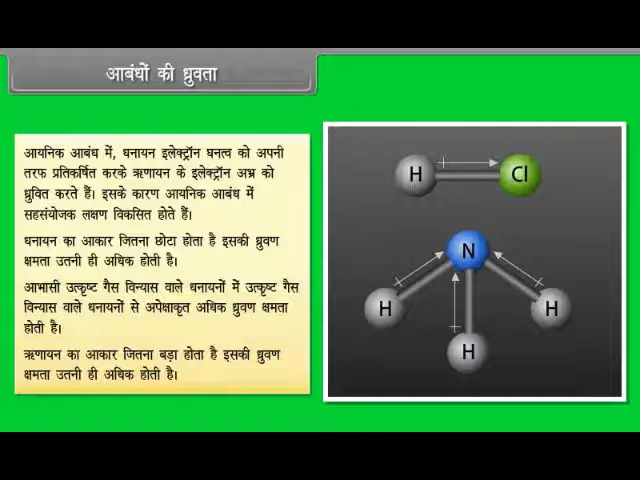 आबंधों की ध्रुवता
आयनिक आबंध में, धनायन इलेक्ट्रॉन घनत्व को अपनी
तरफ प्रतिकर्षित करके ऋणायन के इलेक्ट्रॉन अभ्र को
ध्रुवित करते हैं। इसके कारण आयनिक आबंध में
सहसंयोजक लक्षण विकसित होते हैं।
धनायन का आकार जितना छोटा होता है इसकी ध्रुवण
क्षमता उतनी ही अधिक होती है।
आभासी उत्कृष्ट गैस विन्यास वाले धनायनों में उत्कृष्ट गैस
विन्यास वाले धनायनों से अपेक्षाकृत अधिक ध्रुवण क्षमता
होती है।
ऋणायन का आकार जितना बड़ा होता है इसकी ध्रुवण
क्षमता उतनी ही अधिक होती है।
H Cl
N
H H
H